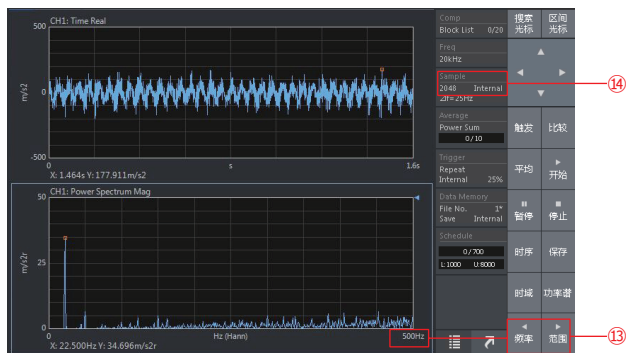 CH1: Time Real
500
m/s2
0
-500
0
s
1.6s
X: 1.464s Y: 177.911m/s2
CH1: Power Spectrum Mag
50
m/s2r
25
0
0
Hz (Hann)
500Hz
X: 22.500Hz Y: 34.696m/s2r
Comp
Block List 0/20
Freq
20kHz
Sample
2048 Internal
⊿f=25Hz
Average
Power Sum
0/10
Trigger
Repeat
Internal 25%
Data Memory
File No. 1*
Save Internal
Schedule
0/700
L:1000 U:8000
搜索
光标
区间
光标
触发
比较
平均
开始
暂停
停止
时序
保存
时域
功率谱
频率
范围
⑭
⑬